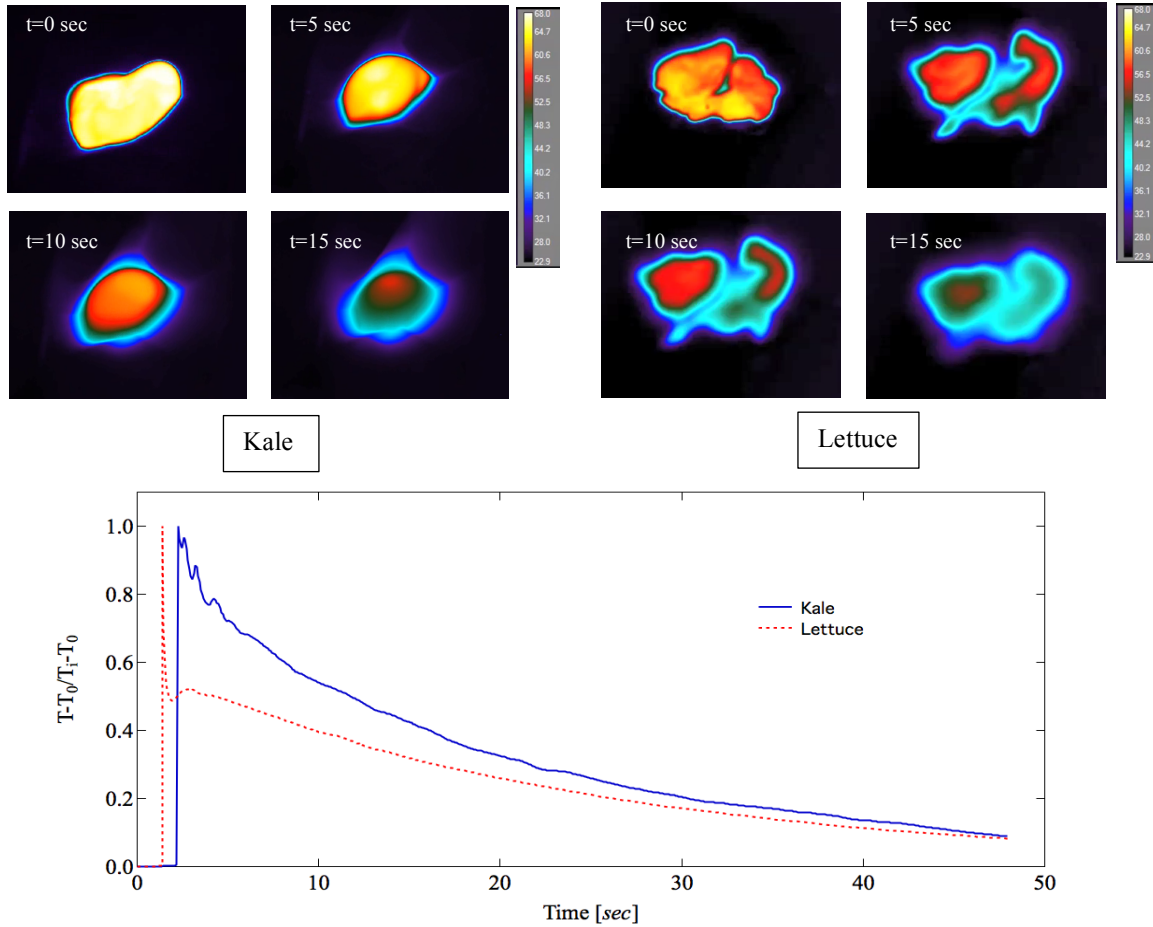 t=0 sec
t=5 sec
68.0
64.7
60.6
56.5
52.5
48.3
44.2
40.2
36.1
32.1
28.0
22.9
t=10 sec
t=15 sec
Kale
t=0 sec
t=5 sec
68.0
64.7
60.6
56.5
52.5
48.3
44.2
40.2
36.1
32.1
28.0
22.9
t=10 sec
t=15 sec
Lettuce
1.0
0.8
0.6
0.4
0.2
0.0
T-T0/Ti-T0
Kale
Lettuce
0 10 20 30 40 50
Time [sec]